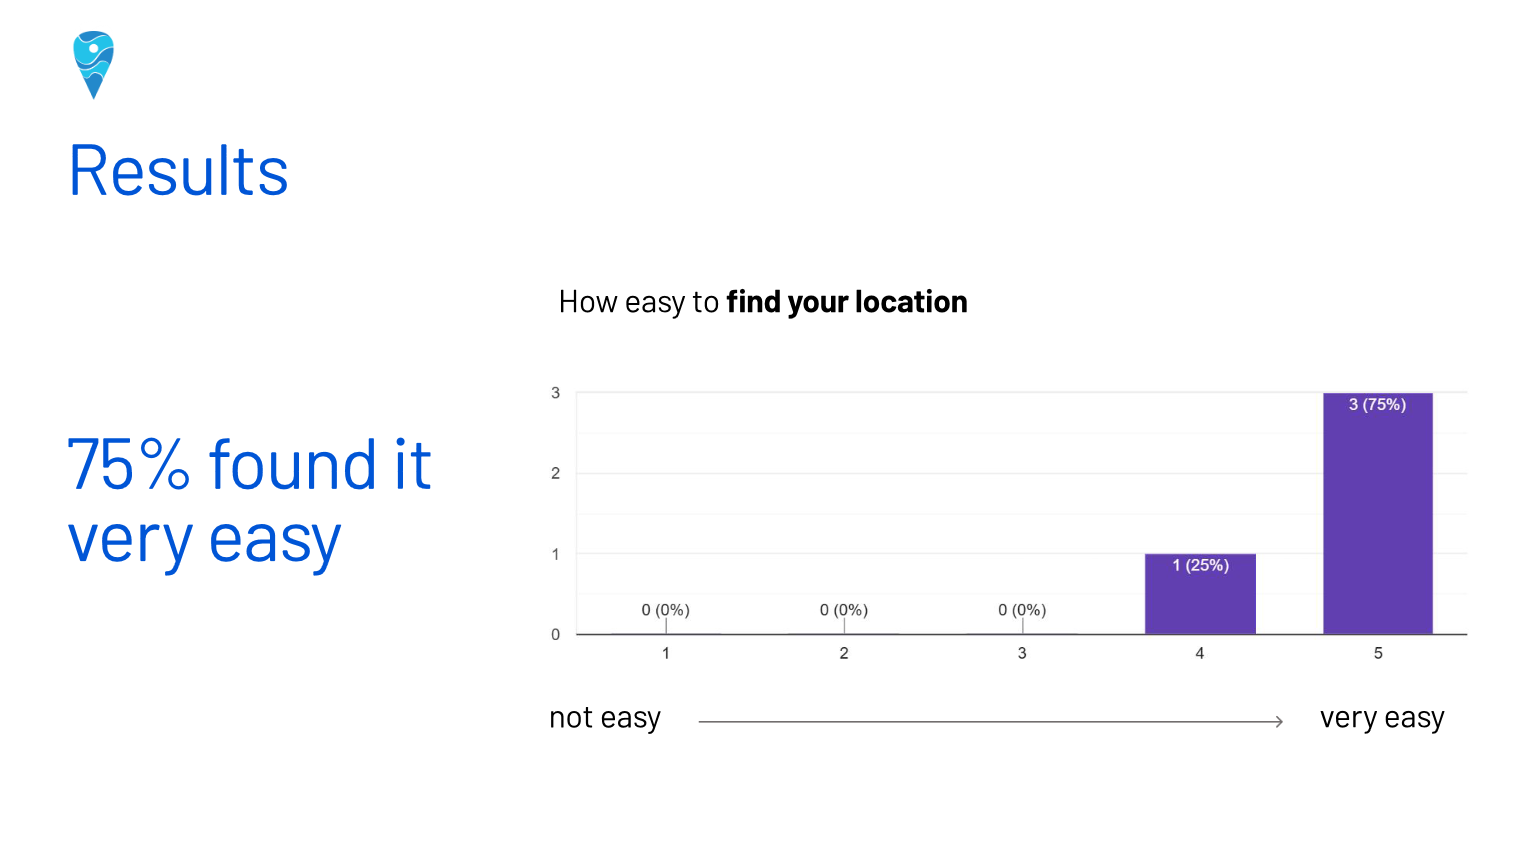 Results
How easy to find your location
75% found it
very easy
3
2
1
0
0 (0%)
0 (0%)
0 (0%)
1 (25%)
3 (75%)
1
2
3
4
5
not easy
very easy